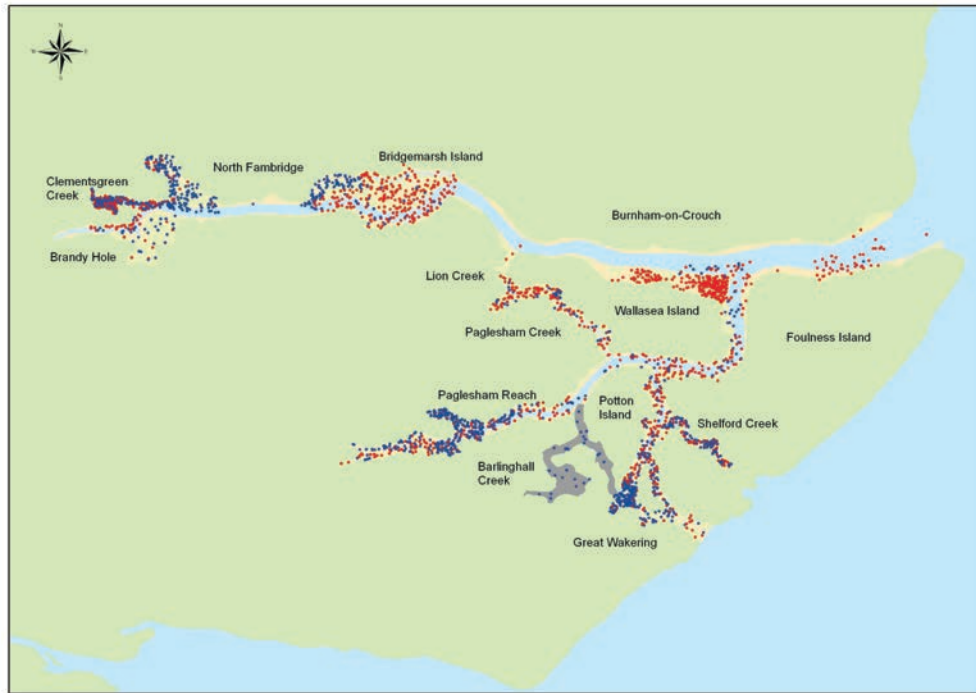 N
W
E
S
North Fambridge
Bridgemarsh Island
Clementsgreen
Creek
Brandy Hole
Burnham-on-Crouch
Lion Creek
Wallasea Island
Paglesham Creek
Foulness Island
Paglesham Reach
Potton
Island
Shelford Creek
Barlinghall
Creek
Great Wakering